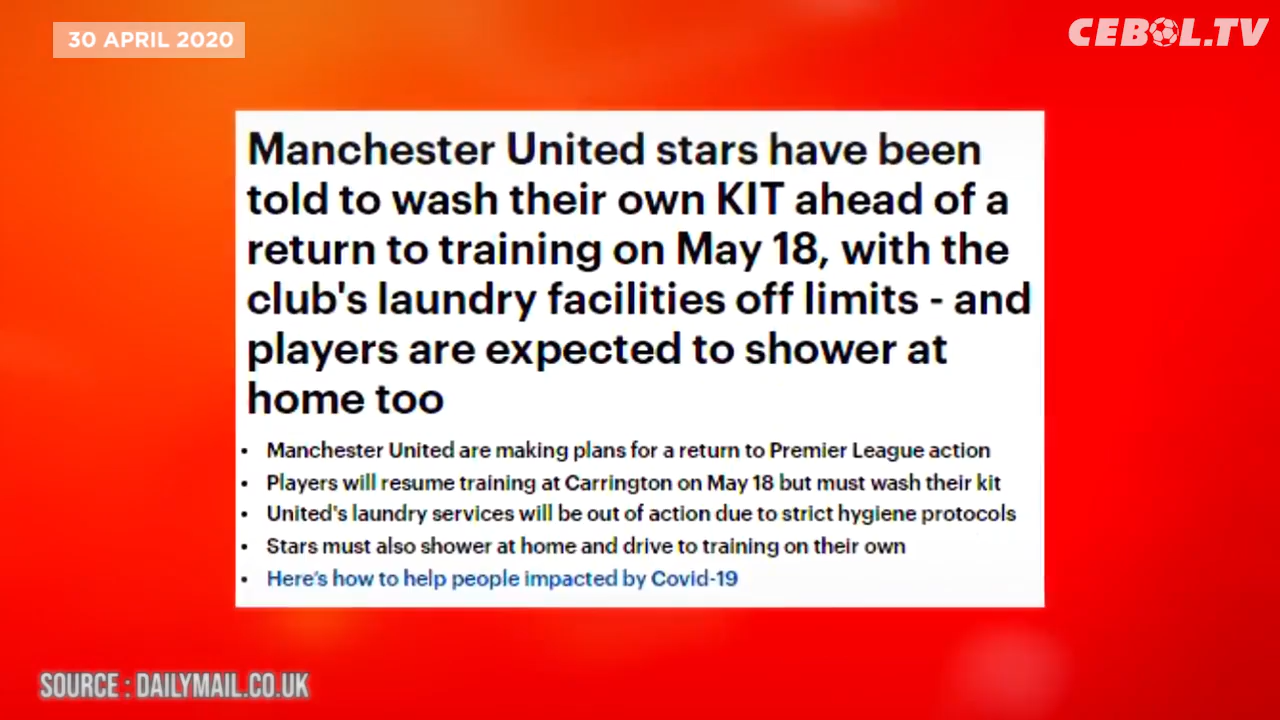 30 APRIL 2020
CEBOL.TV
Manchester United stars have been
told to wash their own KIT ahead of a
return to training on May 18, with the
club's laundry facilities off limits - and
players are expected to shower at
home too
• Manchester United are making plans for a return to Premier League action
• Players will resume training at Carrington on May 18 but must wash their kit
• United's laundry services will be out of action due to strict hygiene protocols
• Stars must also shower at home and drive to training on their own
• Here's how to help people impacted by Covid-19
SOURCE : DAILYMAIL.CO.UK